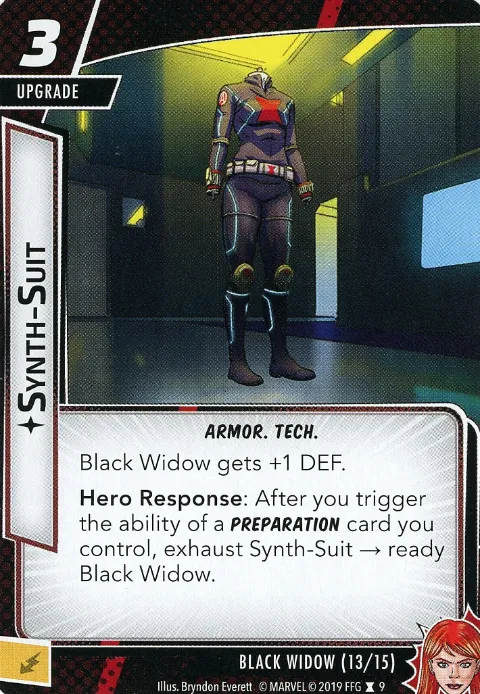 3
UPGRADE
SYNTH-SUIT
ARMOR. TECH.
Black Widow gets +1 DEF.
Hero Response: After you trigger
the ability of a PREPARATION card you
control, exhaust Synth-Suit → ready
Black Widow.
BLACK WIDOW (13/15)
Illus. Bryndon Everett © MARVEL © 2019 FFG 9